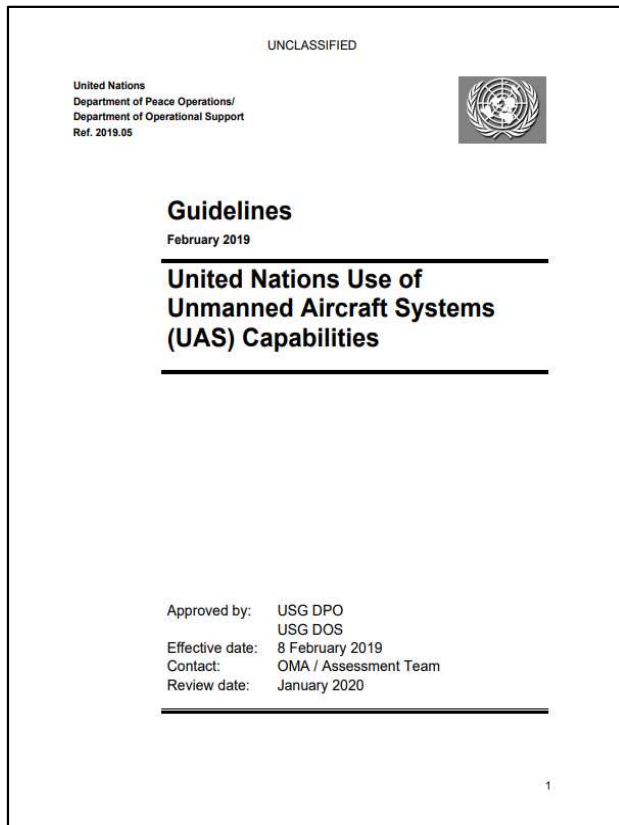 UNCLASSIFIED
United Nations
Department of Peace Operations/
Department of Operational Support
Ref. 2019.05
Guidelines
February 2019
United Nations Use of
Unmanned Aircraft Systems
(UAS) Capabilities
Approved by: USG DPO
USG DOS
Effective date: 8 February 2019
Contact: OMA / Assessment Team
Review date: January 2020
1